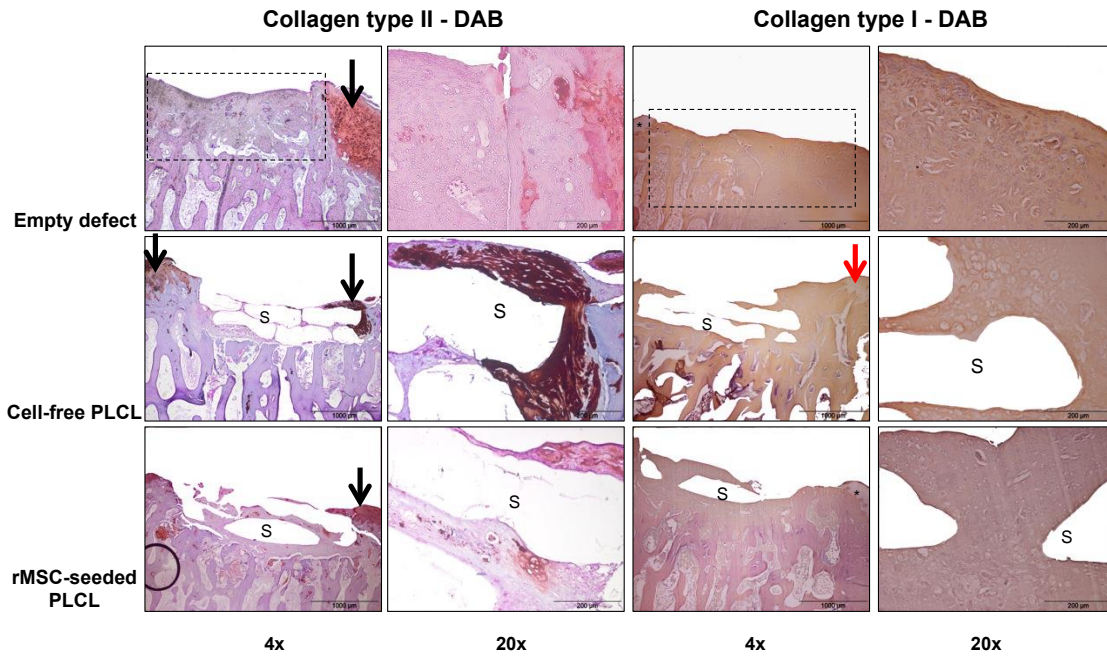 Collagen type II - DAB
Collagen type I - DAB
Empty defect
1000 µm
200 µm
*
1000 µm
200 µm
Cell-free PLCL
S
1000 µm
S
200 µm
S
1000 µm
S
200 µm
rMSC-seeded
PLCL
S
1000 µm
S
200 µm
S
*
1000 µm
S
200 µm
4x
20x
4x
20x